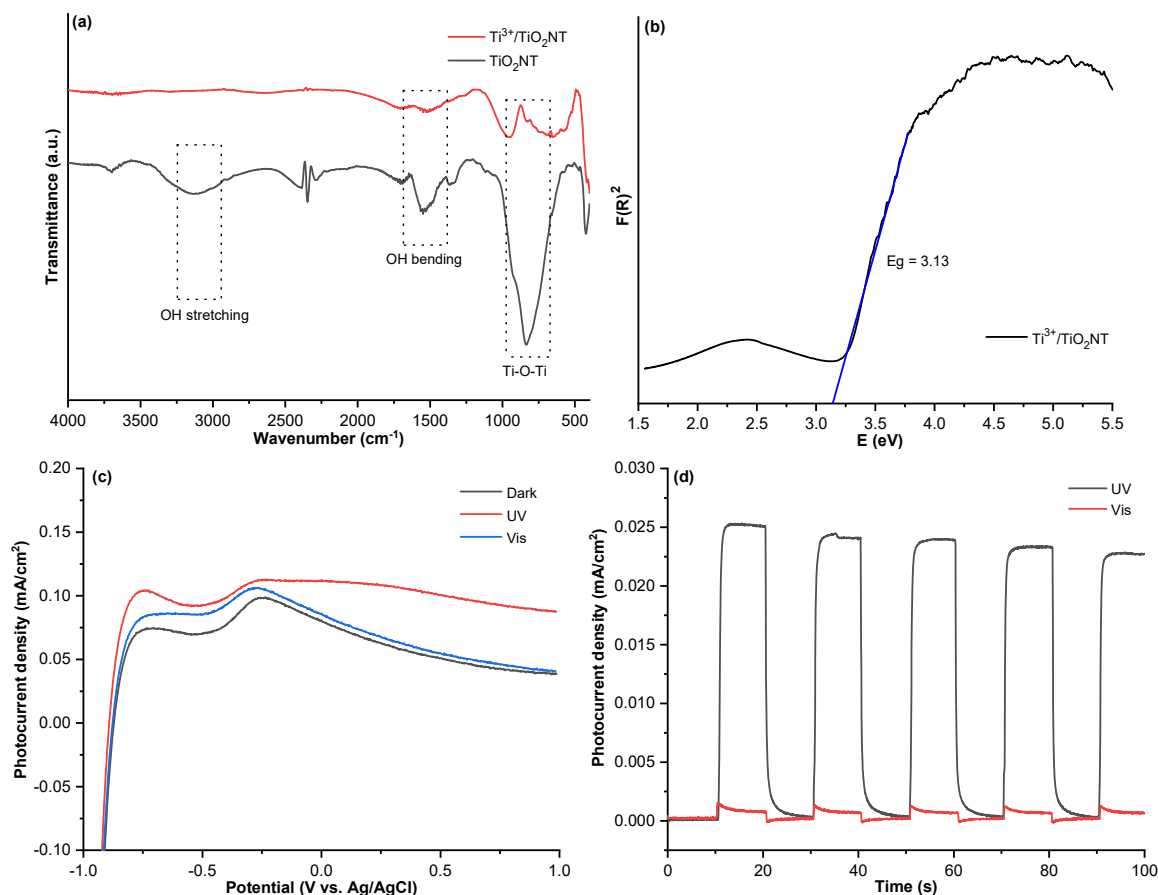 (a)
Ti³⁺/TiO₂NT
TiO₂NT
Transmittance (a.u.)
OH stretching
OH bending
Ti-O-Ti
4000 3500 3000 2500 2000 1500 1000 500
Wavenumber (cm⁻¹)
(b)
F(R)²
Eg = 3.13
Ti³⁺/TiO₂NT
1.5 2.0 2.5 3.0 3.5 4.0 4.5 5.0 5.5
E (eV)
(c)
Dark
UV
Vis
Photocurrent density (mA/cm²)
0.20
0.15
0.10
0.05
0.00
-0.05
-0.10
-1.0 -0.5 0.0 0.5 1.0
Potential (V vs. Ag/AgCl)
(d)
UV
Vis
Photocurrent density (mA/cm²)
0.030
0.025
0.020
0.015
0.010
0.005
0.000
0 20 40 60 80 100
Time (s)